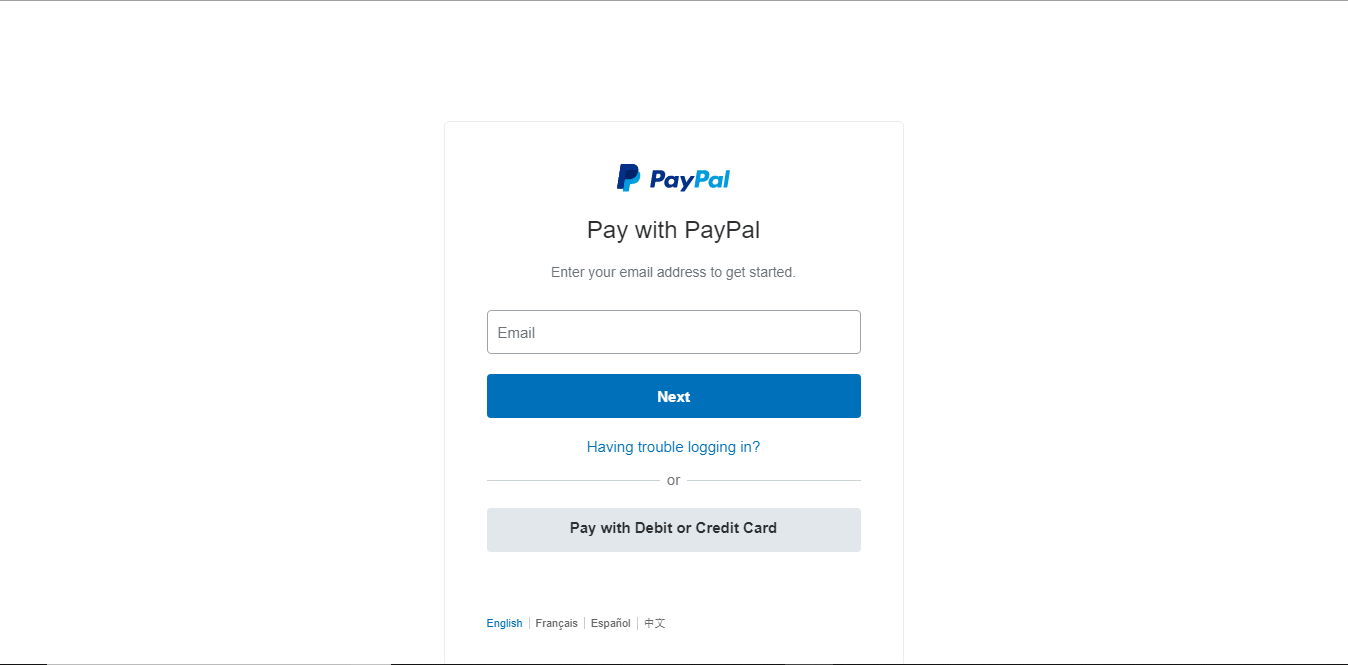 PayPal
Pay with PayPal
Enter your email address to get started.
Email
Next
Having trouble logging in?
or
Pay with Debit or Credit Card
English Français Español 中文